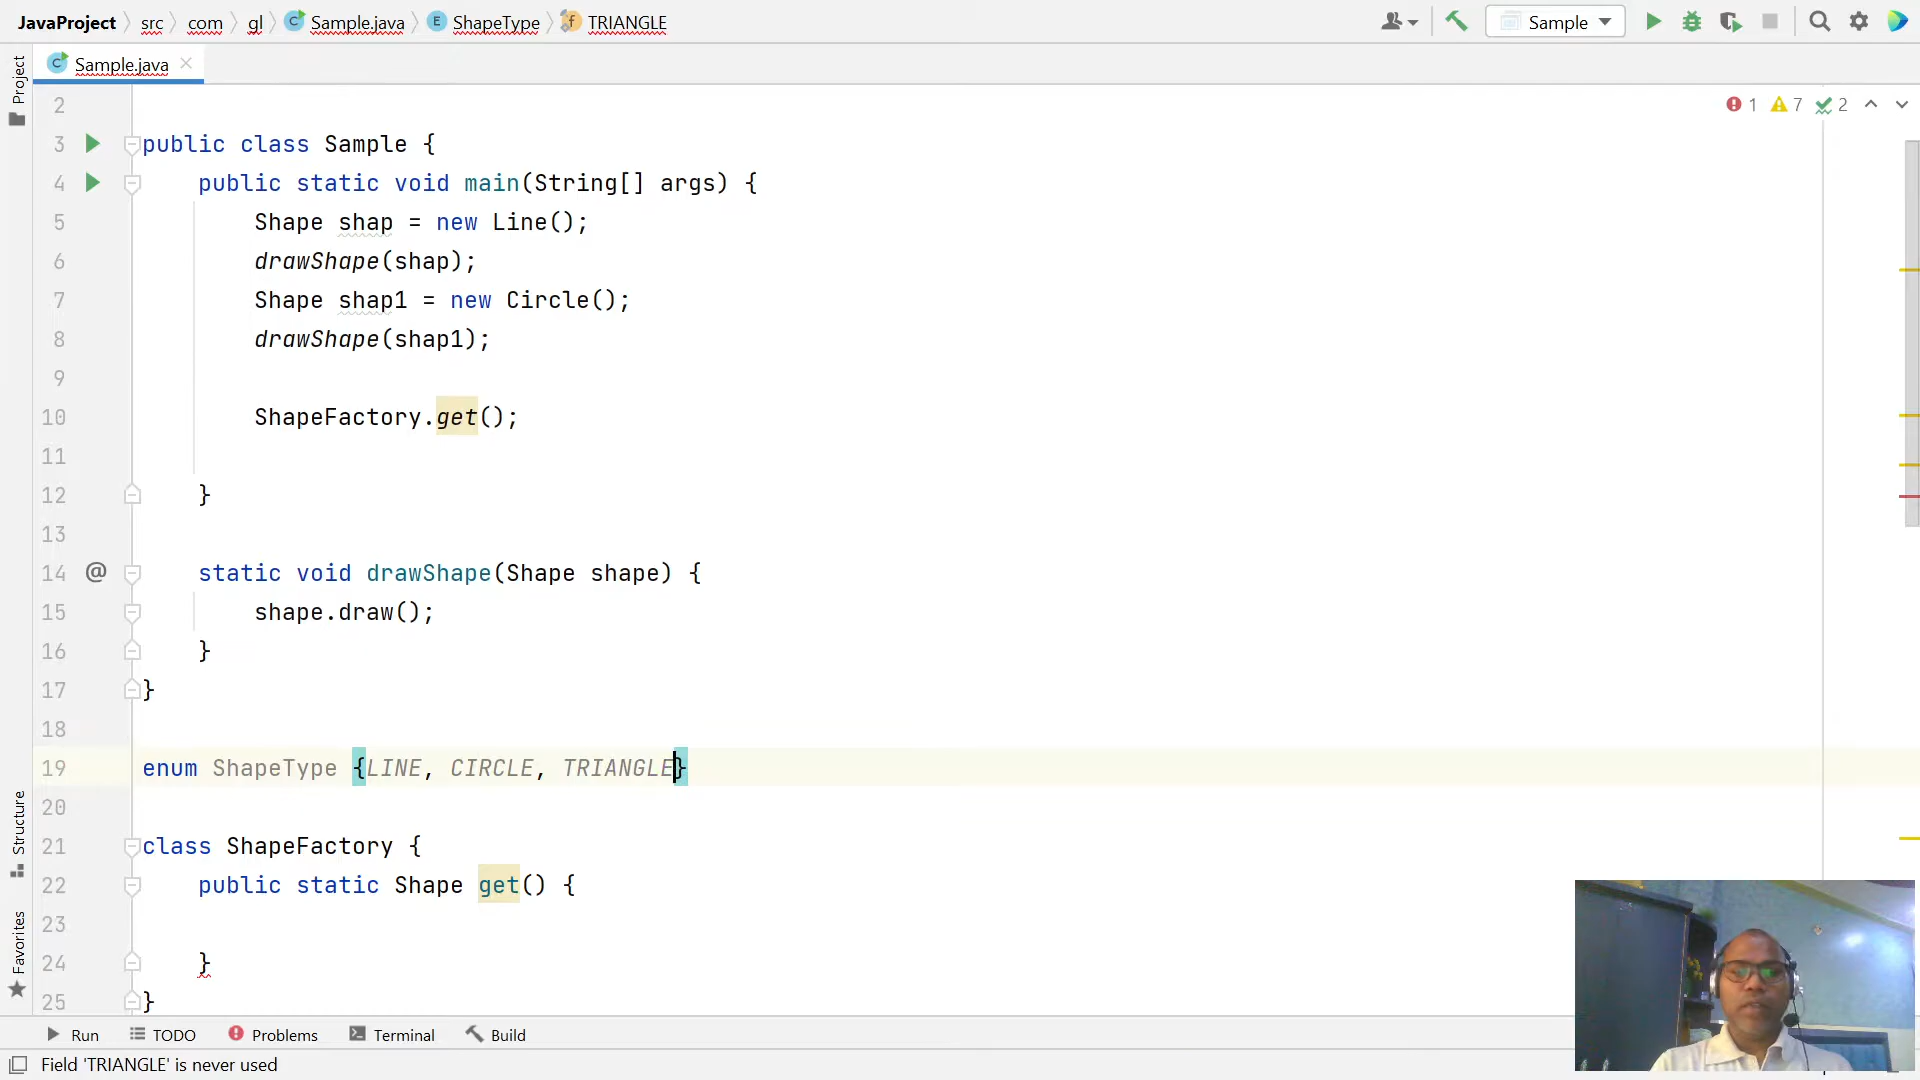 JavaProject src com gl Sample.java ShapeType TRIANGLE
Sample
Sample.java
Project
1 7 2
2
3 public class Sample {
4 public static void main(String[] args) {
5 Shape shap = new Line();
6 drawShape(shap);
7 Shape shap1 = new Circle();
8 drawShape(shap1);
9
10 ShapeFactory.get();
11
12 }
13
14 @ static void drawShape(Shape shape) {
15 shape.draw();
16 }
17 }
18
19 enum ShapeType {LINE, CIRCLE, TRIANGLE}
20
21 class ShapeFactory {
22 public static Shape get() {
23
24 }
25 }
Structure
Favorites
Run TODO Problems Terminal Build
Field 'TRIANGLE' is never used